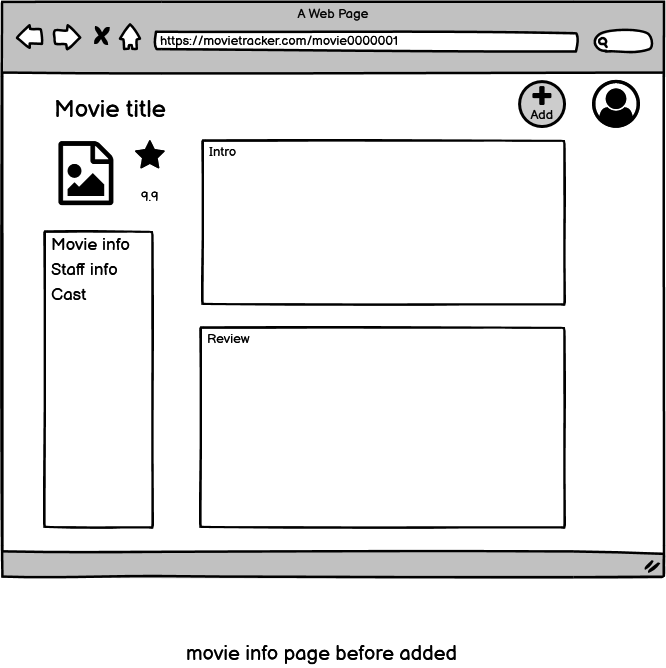 A Web Page
https://movietracker.com/movie0000001
Movie title
Add
9.9
Intro
Movie info
Staff info
Cast
Review
movie info page before added